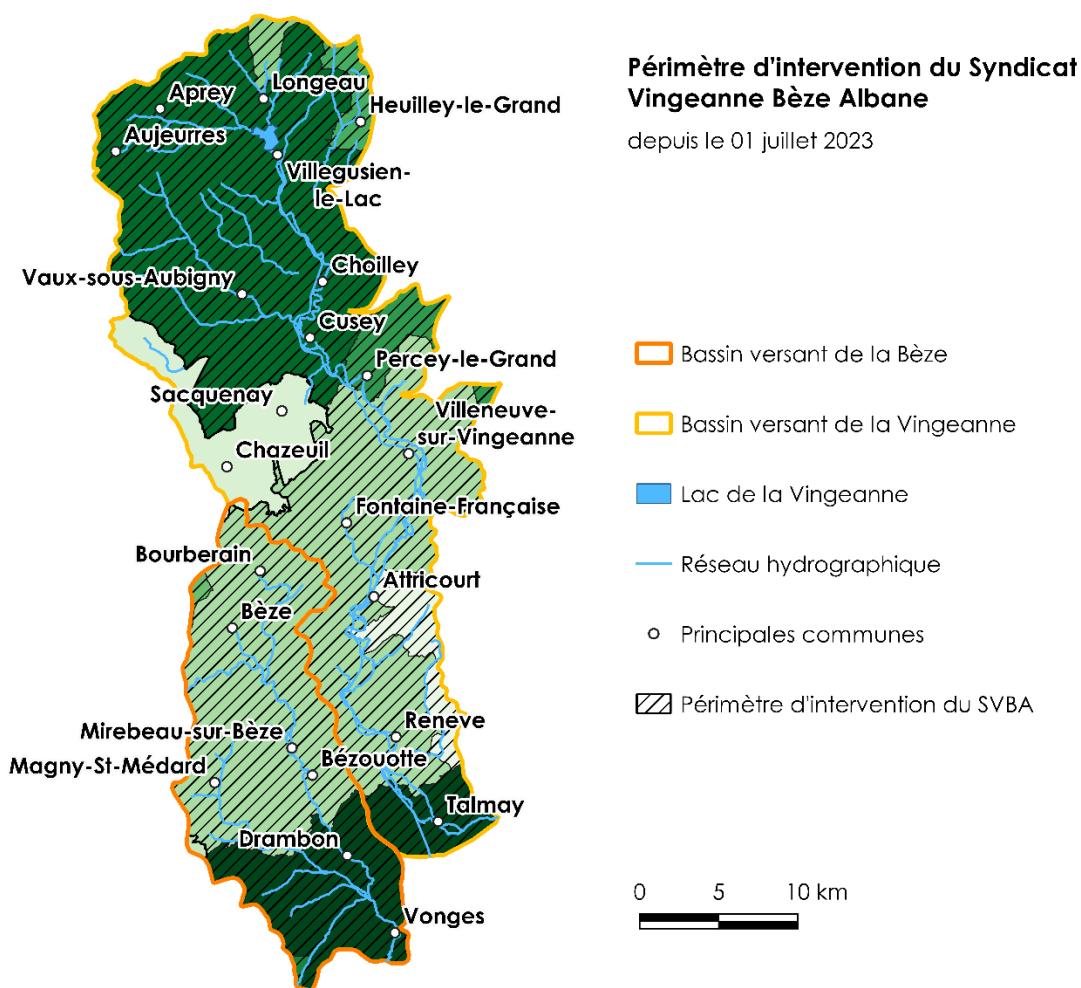 Périmètre d'intervention du Syndicat
Vingeanne Bèze Albane
depuis le 01 juillet 2023
Aprey
Longeau
Heuilley-le-Grand
Aujeurres
Villegusien-
le-Lac
Choilley
Vaux-sous-Aubigny
Cusey
Percey-le-Grand
Sacquenay
Villeneuve-
sur-Vingeanne
Chazeuil
Fontaine-Française
Bourberain
Attricourt
Bèze
Renève
Mirebeau-sur-Bèze
Bézouotte
Magny-St-Médard
Talmay
Drambon
Vonges
Bassin versant de la Bèze
Bassin versant de la Vingeanne
Lac de la Vingeanne
Réseau hydrographique
Principales communes
Périmètre d'intervention du SVBA
0 5 10 km